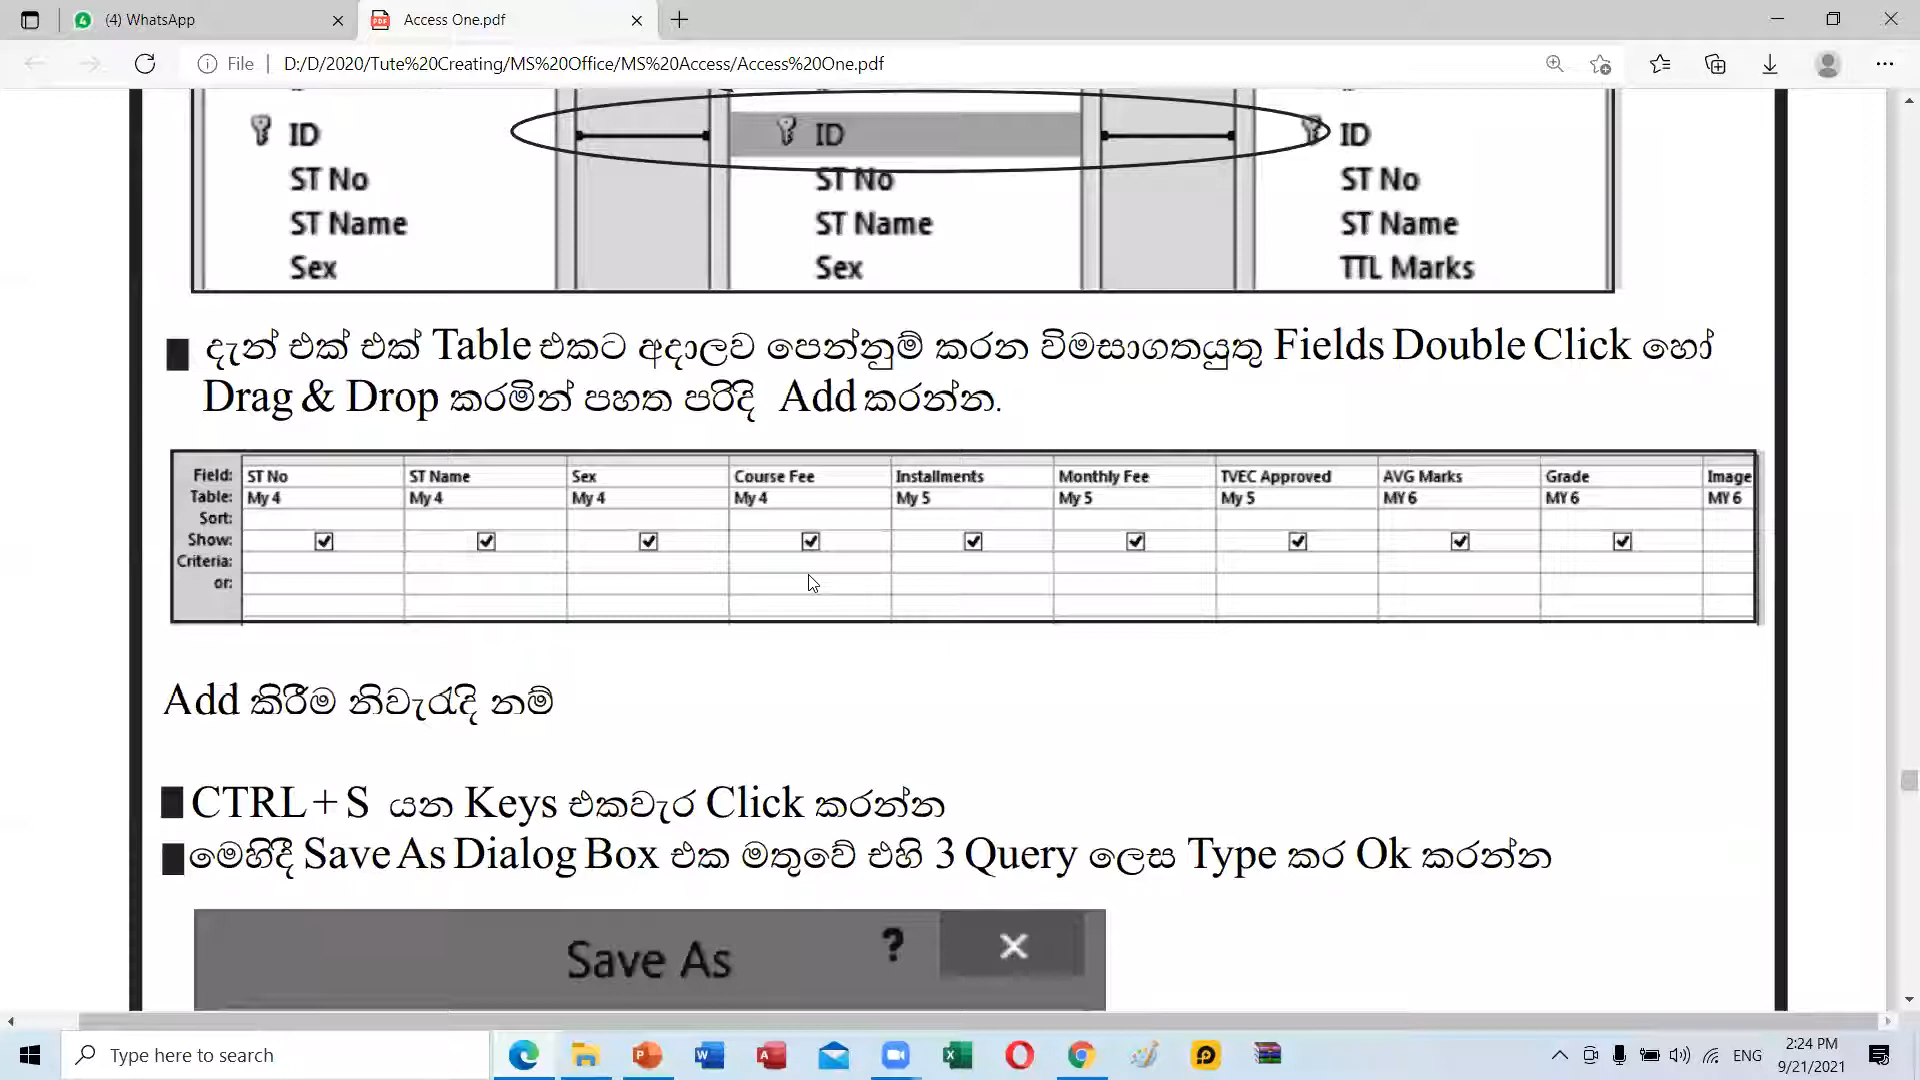 (4) WhatsApp
Access One.pdf
File
D:/D/2020/Tute%20Creating/MS%20Office/MS%20Access/Access%20One.pdf
ID ID ID
ST No ST No ST No
ST Name ST Name ST Name
Sex Sex TTL Marks
දැන් එක් එක් Table එකට අදාලව පෙන්නුම් කරන විමසාගතයුතු Fields Double Click හෝ
Drag & Drop කරමින් පහත පරිදි Add කරන්න.
Field: ST No ST Name Sex Course Fee Installments Monthly Fee TVEC Approved AVG Marks Grade Image
Table: My 4 My 4 My 4 My 4 My 5 My 5 My 5 MY 6 MY 6 MY 6
Sort:
Show:
Criteria:
or:
Add කිරීම නිවැරැදි නම්
CTRL + S යන Keys එකවැර Click කරන්න
මෙහිදී Save As Dialog Box එක මතුවේ එහි 3 Query ලෙස Type කර Ok කරන්න
Save As ?
Type here to search
ENG
2:24 PM
9/21/2021